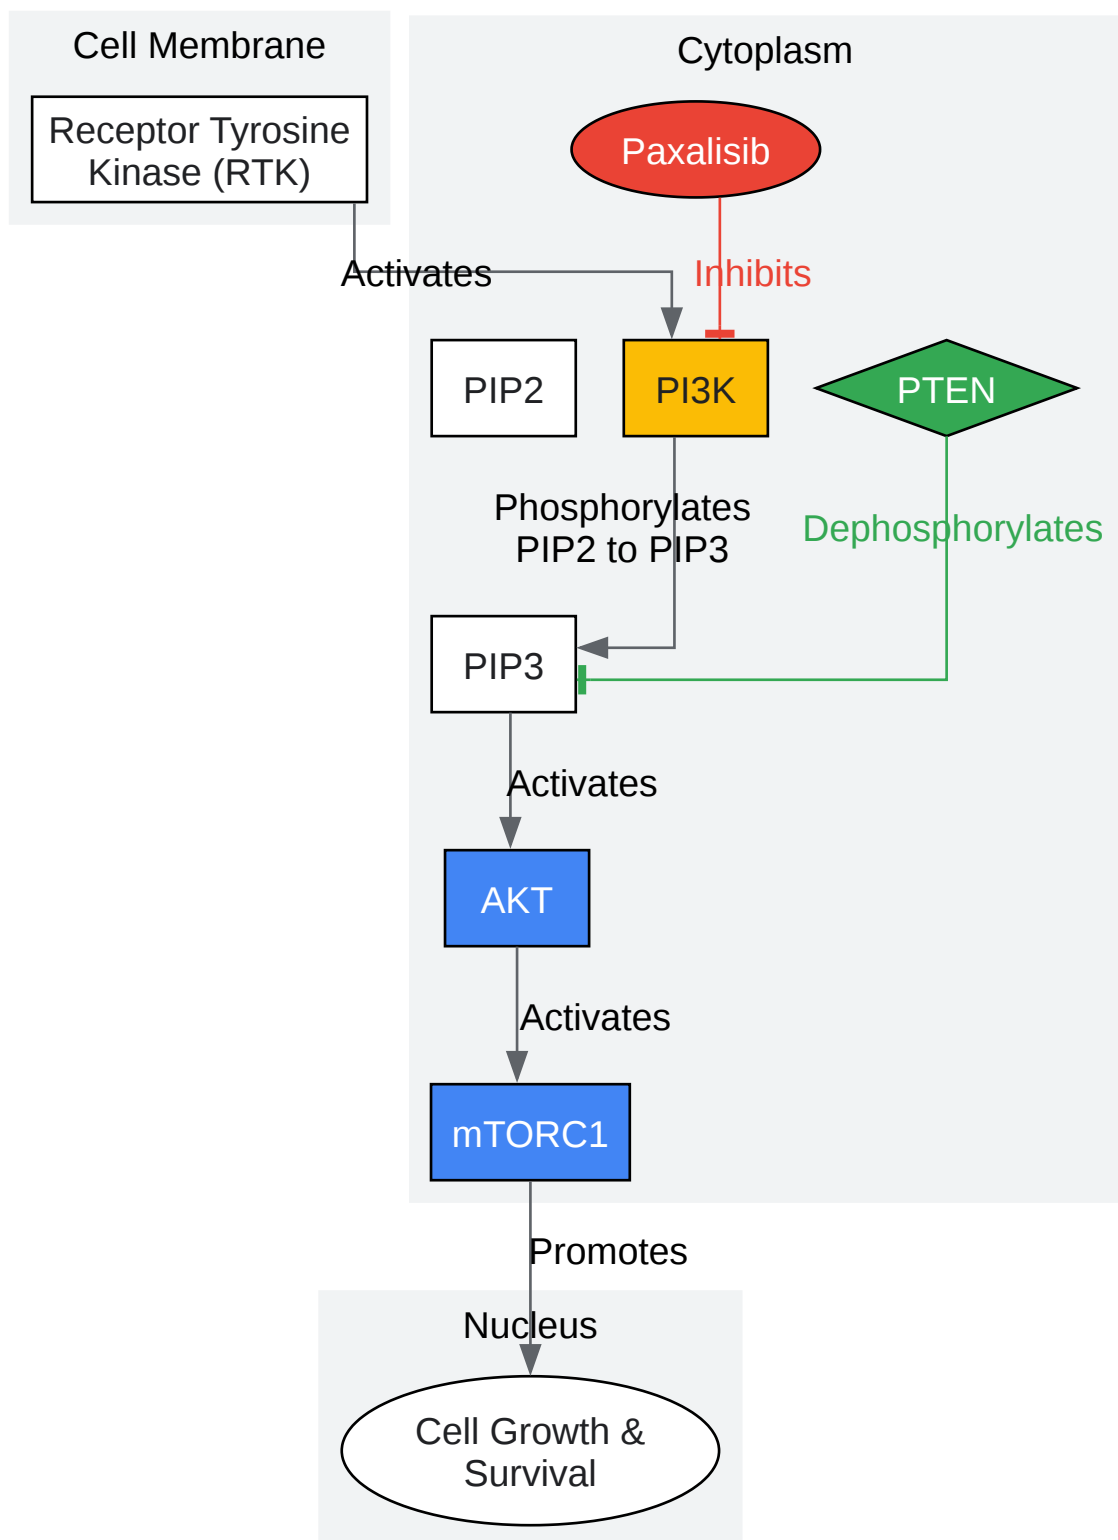 Cell Membrane
Cytoplasm
Receptor Tyrosine
Kinase (RTK)
Paxalisib
Activates
Inhibits
PIP2
PI3K
PTEN
Phosphorylates
PIP2 to PIP3
Dephosphorylates
PIP3
Activates
AKT
Activates
mTORC1
Promotes
Nucleus
Cell Growth &
Survival